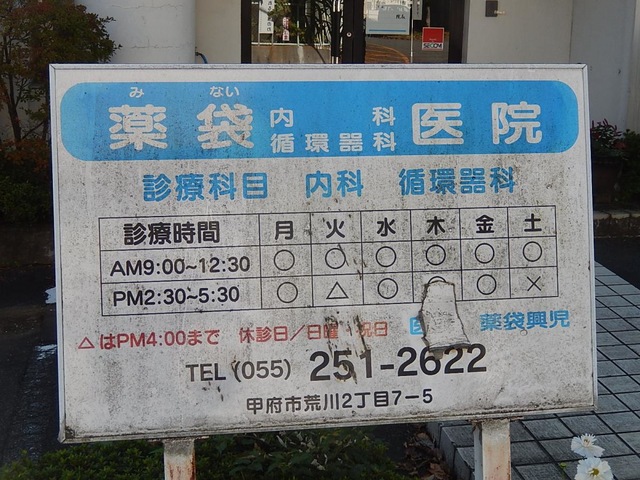 み ない
薬袋 内科 循環器科 医院
診療科目 内科 循環器科
診療時間 月 火 水 木 金 土
AM9:00~12:30 ○ ○ ○ ○ ○ ○
PM2:30~5:30 ○ △ ○ ○ ×
△はPM4:00まで 休診日/日曜・祝日 薬袋興児
TEL (055) 251-2622
甲府市荒川2丁目7-5
SECOM